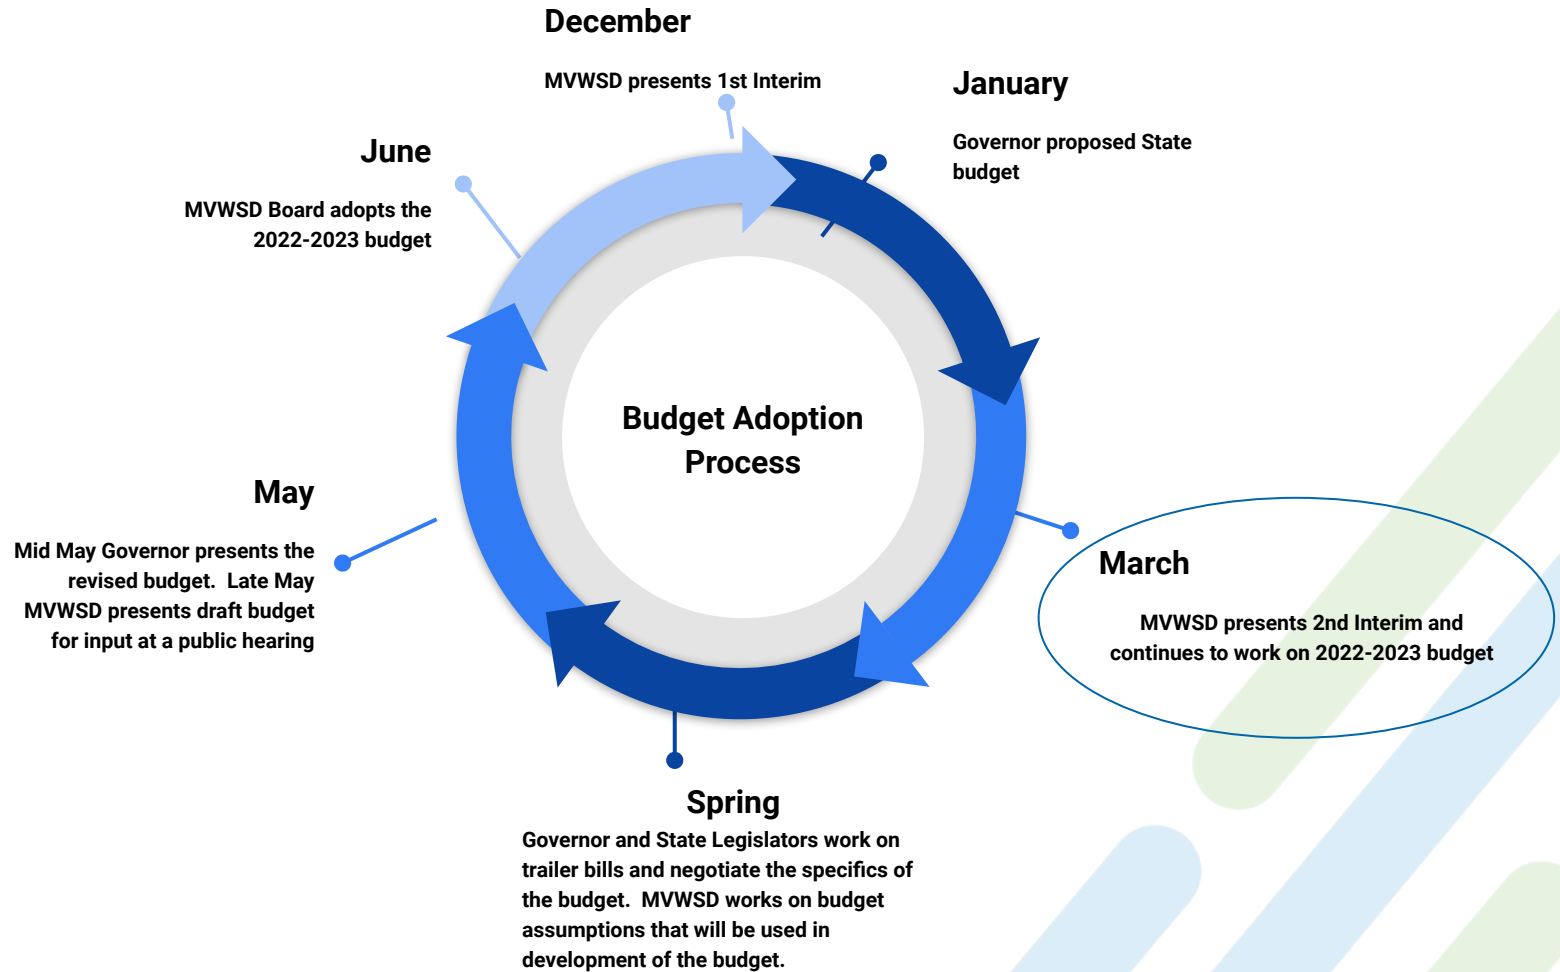 December
MVWSD presents 1st Interim
January
Governor proposed State
budget
June
MVWSD Board adopts the
2022-2023 budget
Budget Adoption
Process
May
Mid May Governor presents the
revised budget.  Late May
MVWSD presents draft budget
for input at a public hearing
March
MVWSD presents 2nd Interim and
continues to work on 2022-2023 budget
Spring
Governor and State Legislators work on
trailer bills and negotiate the specifics of
the budget.  MVWSD works on budget
assumptions that will be used in
development of the budget.